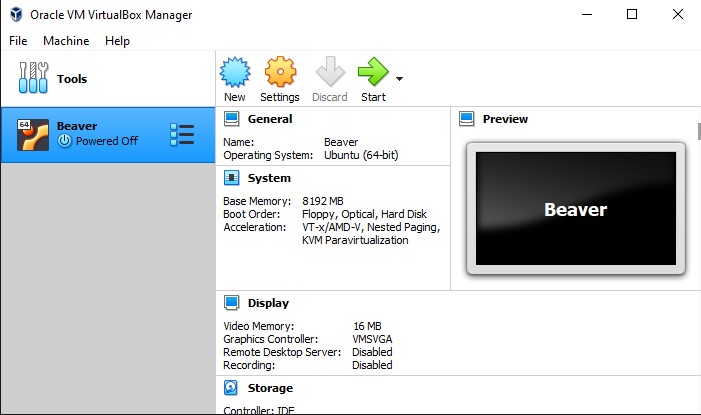 Oracle VM VirtualBox Manager
File Machine Help
Tools
New Settings Discard Start
64
Beaver
Powered Off
General
Name: Beaver
Operating System: Ubuntu (64-bit)
System
Base Memory: 8192 MB
Boot Order: Floppy, Optical, Hard Disk
Acceleration: VT-x/AMD-V, Nested Paging,
KVM Paravirtualization
Preview
Beaver
Display
Video Memory: 16 MB
Graphics Controller: VMSVGA
Remote Desktop Server: Disabled
Recording: Disabled
Storage
Controller: IDE